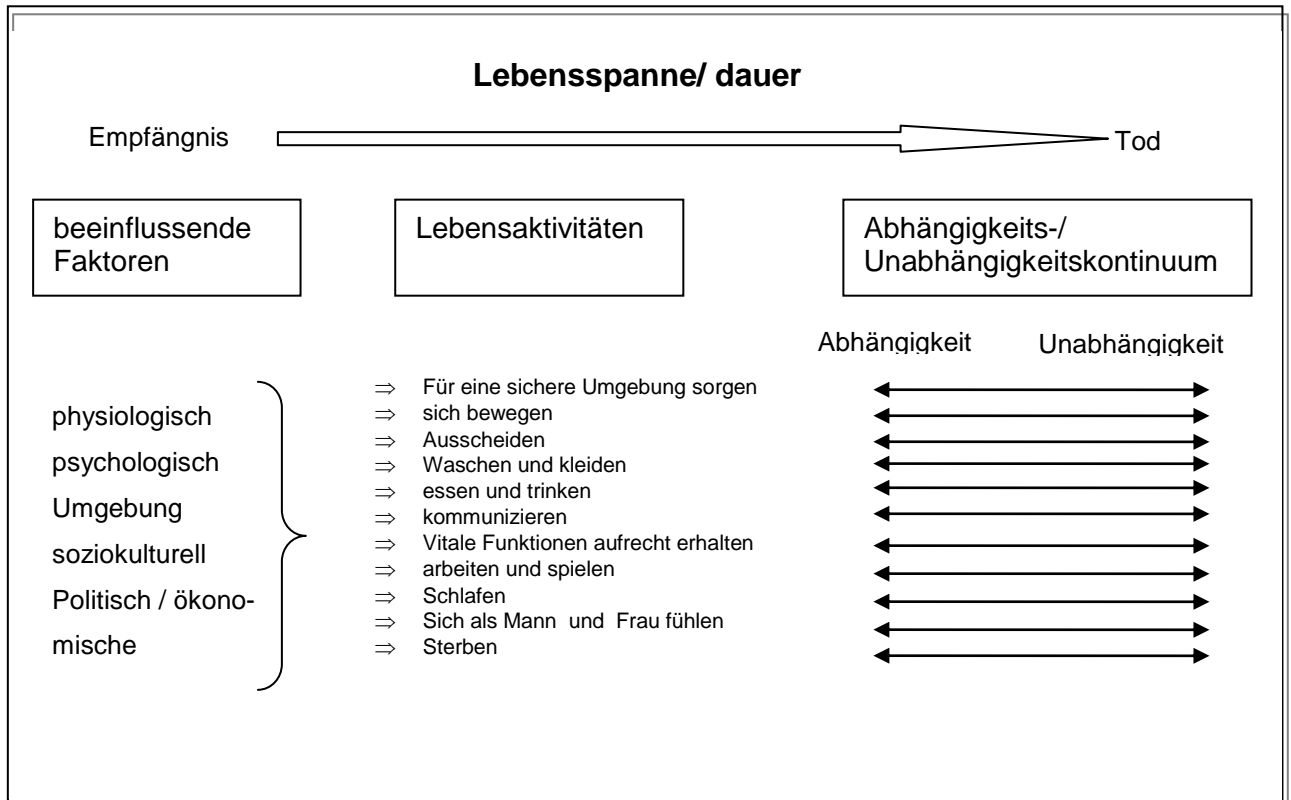 Lebensspanne/ dauer
Empfängnis
Tod
beeinflussende
Faktoren
Lebensaktivitäten
Abhängigkeits-/
Unabhängigkeitskontinuum
Abhängigkeit Unabhängigkeit
physiologisch
psychologisch
Umgebung
soziokulturell
Politisch / ökono-
mische
⇒ Für eine sichere Umgebung sorgen
⇒ sich bewegen
⇒ Ausscheiden
⇒ Waschen und kleiden
⇒ essen und trinken
⇒ kommunizieren
⇒ Vitale Funktionen aufrecht erhalten
⇒ arbeiten und spielen
⇒ Schlafen
⇒ Sich als Mann und Frau fühlen
⇒ Sterben